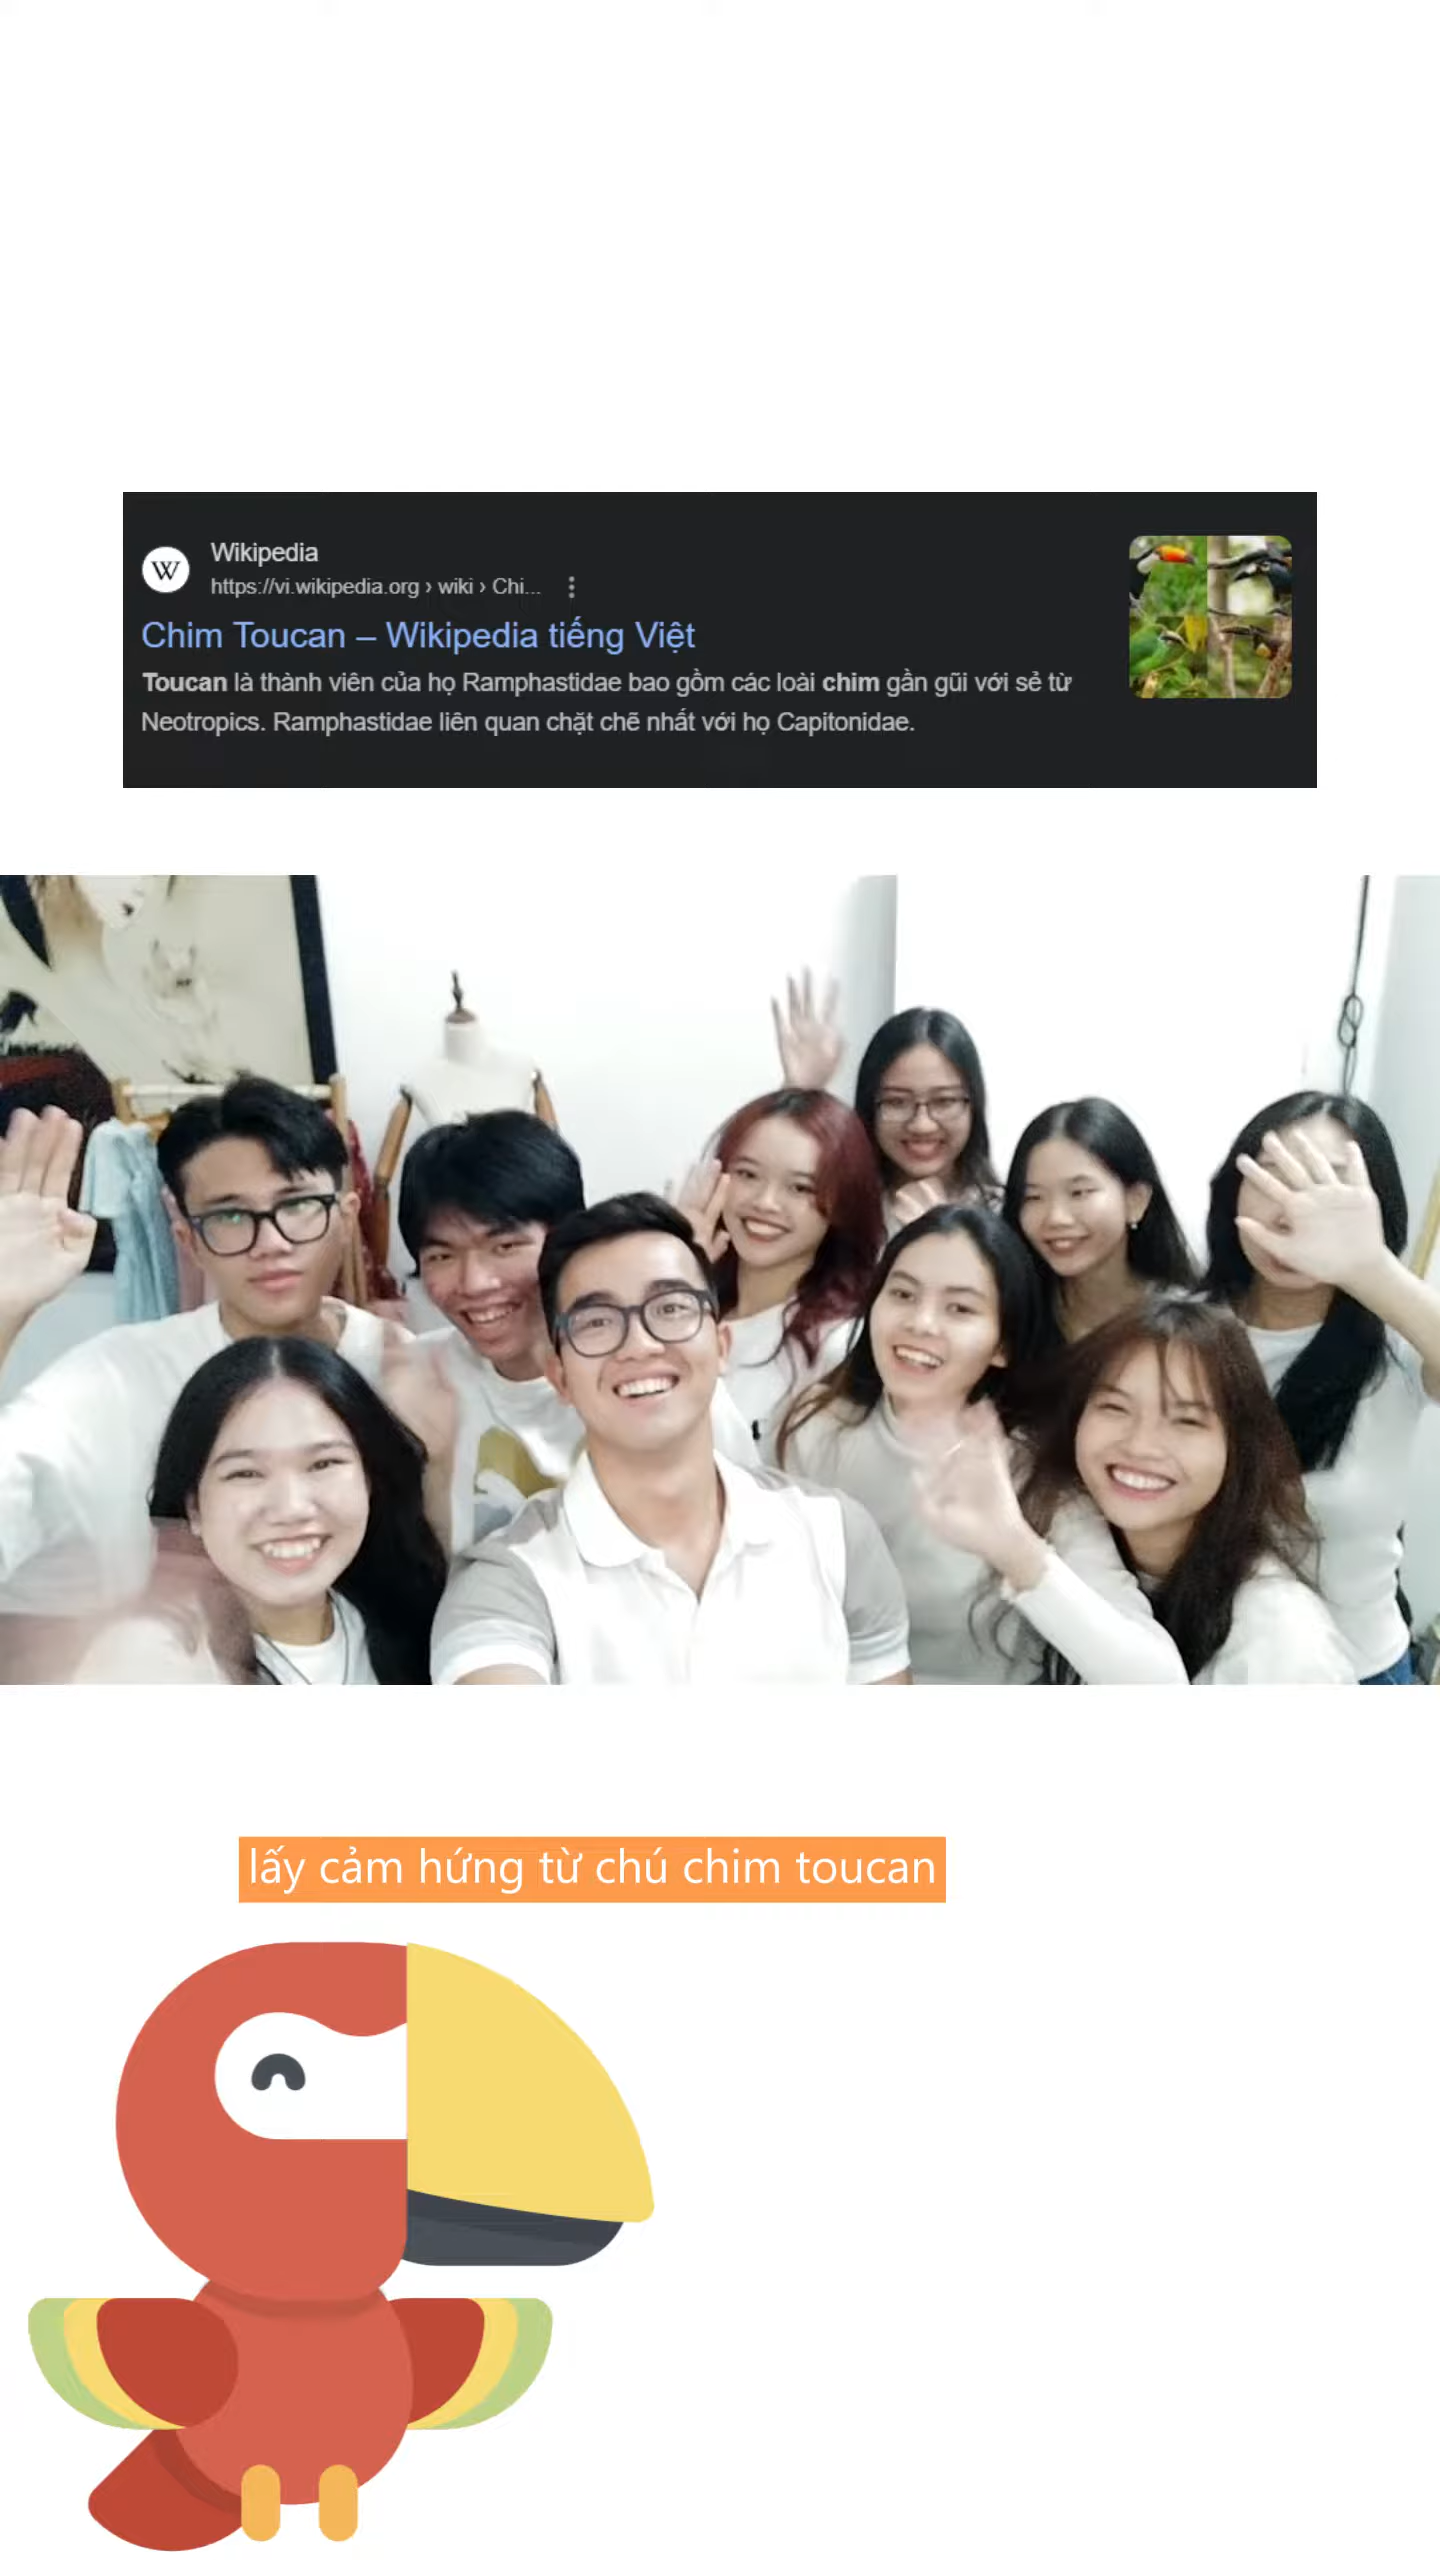 W
Wikipedia
https://vi.wikipedia.org › wiki › Chi...
Chim Toucan – Wikipedia tiếng Việt
Toucan là thành viên của họ Ramphastidae bao gồm các loài chim gần gũi với sẻ từ
Neotropics. Ramphastidae liên quan chặt chẽ nhất với họ Capitonidae.
lấy cảm hứng từ chú chim toucan